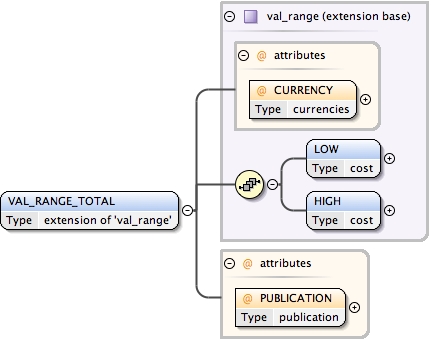 val_range (extension base)
@ attributes
@ CURRENCY
Type currencies
LOW
Type cost
VAL_RANGE_TOTAL
Type extension of 'val_range'
HIGH
Type cost
@ attributes
@ PUBLICATION
Type publication